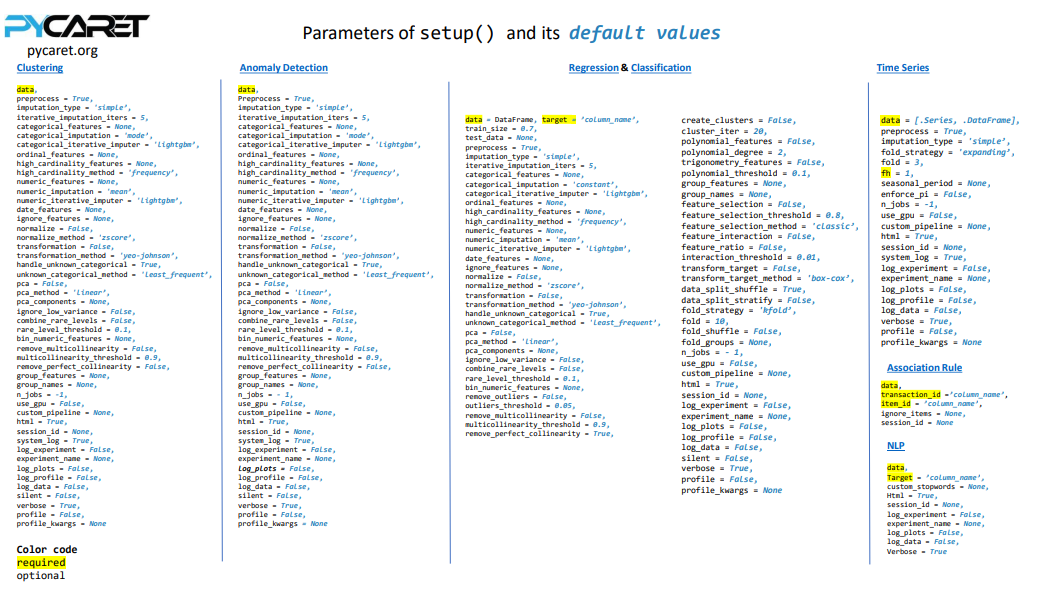 PYCARET
pycaret.org
Parameters of setup() and its default values
Clustering
data,
preprocess = True,
imputation_type = 'simple',
iterative_imputation_iters = 5,
categorical_features = None,
categorical_imputation = 'mode',
categorical_iterative_imputer = 'lightgbm',
ordinal_features = None,
high_cardinality_features = None,
high_cardinality_method = 'frequency',
numeric_features = None,
numeric_imputation = 'mean',
numeric_iterative_imputer = 'lightgbm',
date_features = None,
ignore_features = None,
normalize = False,
normalize_method = 'zscore',
transformation = False,
transformation_method = 'yeo-johnson',
handle_unknown_categorical = True,
unknown_categorical_method = 'least_frequent',
pca = False,
pca_method = 'linear',
pca_components = None,
ignore_low_variance = False,
combine_rare_levels = False,
rare_level_threshold = 0.1,
bin_numeric_features = None,
remove_multicollinearity = False,
multicollinearity_threshold = 0.9,
remove_perfect_collinearity = False,
group_features = None,
group_names = None,
n_jobs = -1,
use_gpu = False,
custom_pipeline = None,
html = True,
session_id = None,
system_log = True,
log_experiment = False,
experiment_name = None,
log_plots = False,
log_profile = False,
log_data = False,
silent = False,
verbose = True,
profile = False,
profile_kwargs = None
Color code
required
optional
Anomaly Detection
data,
Preprocess = True,
imputation_type = 'simple',
iterative_imputation_iters = 5,
categorical_features = None,
categorical_imputation = 'mode',
categorical_iterative_imputer = 'lightgbm',
ordinal_features = None,
high_cardinality_features = None,
high_cardinality_method = 'frequency',
numeric_features = None,
numeric_imputation = 'mean',
numeric_iterative_imputer = 'lightgbm',
date_features = None,
ignore_features = None,
normalize = False,
normalize_method = 'zscore',
transformation = False,
transformation_method = 'yeo-johnson',
handle_unknown_categorical = True,
unknown_categorical_method = 'least_frequent',
pca = False,
pca_method = 'linear',
pca_components = None,
ignore_low_variance = False,
combine_rare_levels = False,
rare_level_threshold = 0.1,
bin_numeric_features = None,
remove_multicollinearity = False,
multicollinearity_threshold = 0.9,
remove_perfect_collinearity = False,
group_features = None,
group_names = None,
n_jobs = - 1,
use_gpu = False,
custom_pipeline = None,
html = True,
session_id = None,
system_log = True,
log_experiment = False,
experiment_name = None,
log_plots = False,
log_profile = False,
log_data = False,
silent = False,
verbose = True,
profile = False,
profile_kwargs = None
Regression & Classification
data = DataFrame, target = 'column_name',
train_size = 0.7,
test_data = None,
preprocess = True,
imputation_type = 'simple',
iterative_imputation_iters = 5,
categorical_features = None,
categorical_imputation = 'constant',
categorical_iterative_imputer = 'lightgbm',
ordinal_features = None,
high_cardinality_features = None,
high_cardinality_method = 'frequency',
numeric_features = None,
numeric_imputation = 'mean',
numeric_iterative_imputer = 'lightgbm',
date_features = None,
ignore_features = None,
normalize = False,
normalize_method = 'zscore',
transformation = False,
transformation_method = 'yeo-johnson',
handle_unknown_categorical = True,
unknown_categorical_method = 'least_frequent',
pca = False,
pca_method = 'linear',
pca_components = None,
ignore_low_variance = False,
combine_rare_levels = False,
rare_level_threshold = 0.1,
bin_numeric_features = None,
remove_outliers = False,
outliers_threshold = 0.05,
remove_multicollinearity = False,
multicollinearity_threshold = 0.9,
remove_perfect_collinearity = True,
create_clusters = False,
cluster_iter = 20,
polynomial_features = False,
polynomial_degree = 2,
trigonometry_features = False,
polynomial_threshold = 0.1,
group_features = None,
group_names = None,
feature_selection = False,
feature_selection_threshold = 0.8,
feature_selection_method = 'classic',
feature_interaction = False,
feature_ratio = False,
interaction_threshold = 0.01,
transform_target = False,
transform_target_method = 'box-cox',
data_split_shuffle = True,
data_split_stratify = False,
fold_strategy = 'kfold',
fold = 10,
fold_shuffle = False,
fold_groups = None,
n_jobs = - 1,
use_gpu = False,
custom_pipeline = None,
html = True,
session_id = None,
log_experiment = False,
experiment_name = None,
log_plots = False,
log_profile = False,
log_data = False,
silent = False,
verbose = True,
profile = False,
profile_kwargs = None
Time Series
data = [.Series, .DataFrame],
preprocess = True,
imputation_type = 'simple',
fold_strategy = 'expanding',
fold = 3,
fh = 1,
seasonal_period = None,
enforce_pi = False,
n_jobs = -1,
use_gpu = False,
custom_pipeline = None,
html = True,
session_id = None,
system_log = True,
log_experiment = False,
experiment_name = None,
log_plots = False,
log_profile = False,
log_data = False,
verbose = True,
profile = False,
profile_kwargs = None
Association Rule
data,
transaction_id ='column_name',
item_id = 'column_name',
ignore_items = None,
session_id = None
NLP
data,
Target = 'column_name',
custom_stopwords = None,
Html = True,
session_id = None,
log_experiment = False,
experiment_name = None,
log_plots = False,
log_data = False,
Verbose = True